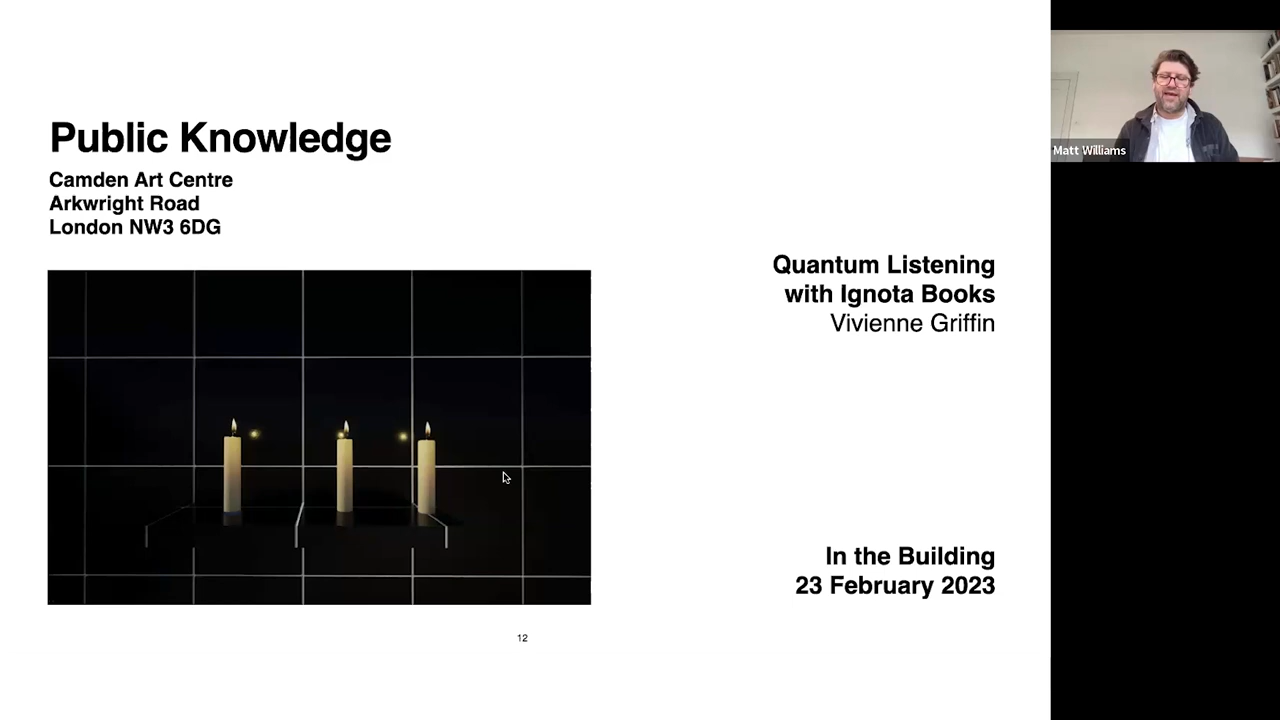 Public Knowledge
Camden Art Centre
Arkwright Road
London NW3 6DG
Quantum Listening
with Ignota Books
Vivienne Griffin
In the Building
23 February 2023
12
Matt Williams